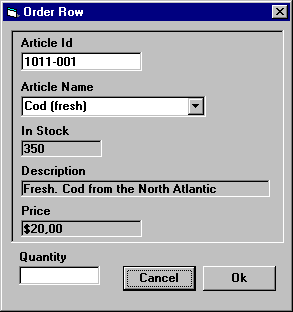 Order Row
Article Id
1011-001
Article Name
Cod (fresh)
In Stock
350
Description
Fresh. Cod from the North Atlantic
Price
$20,00
Quantity
Cancel Ok